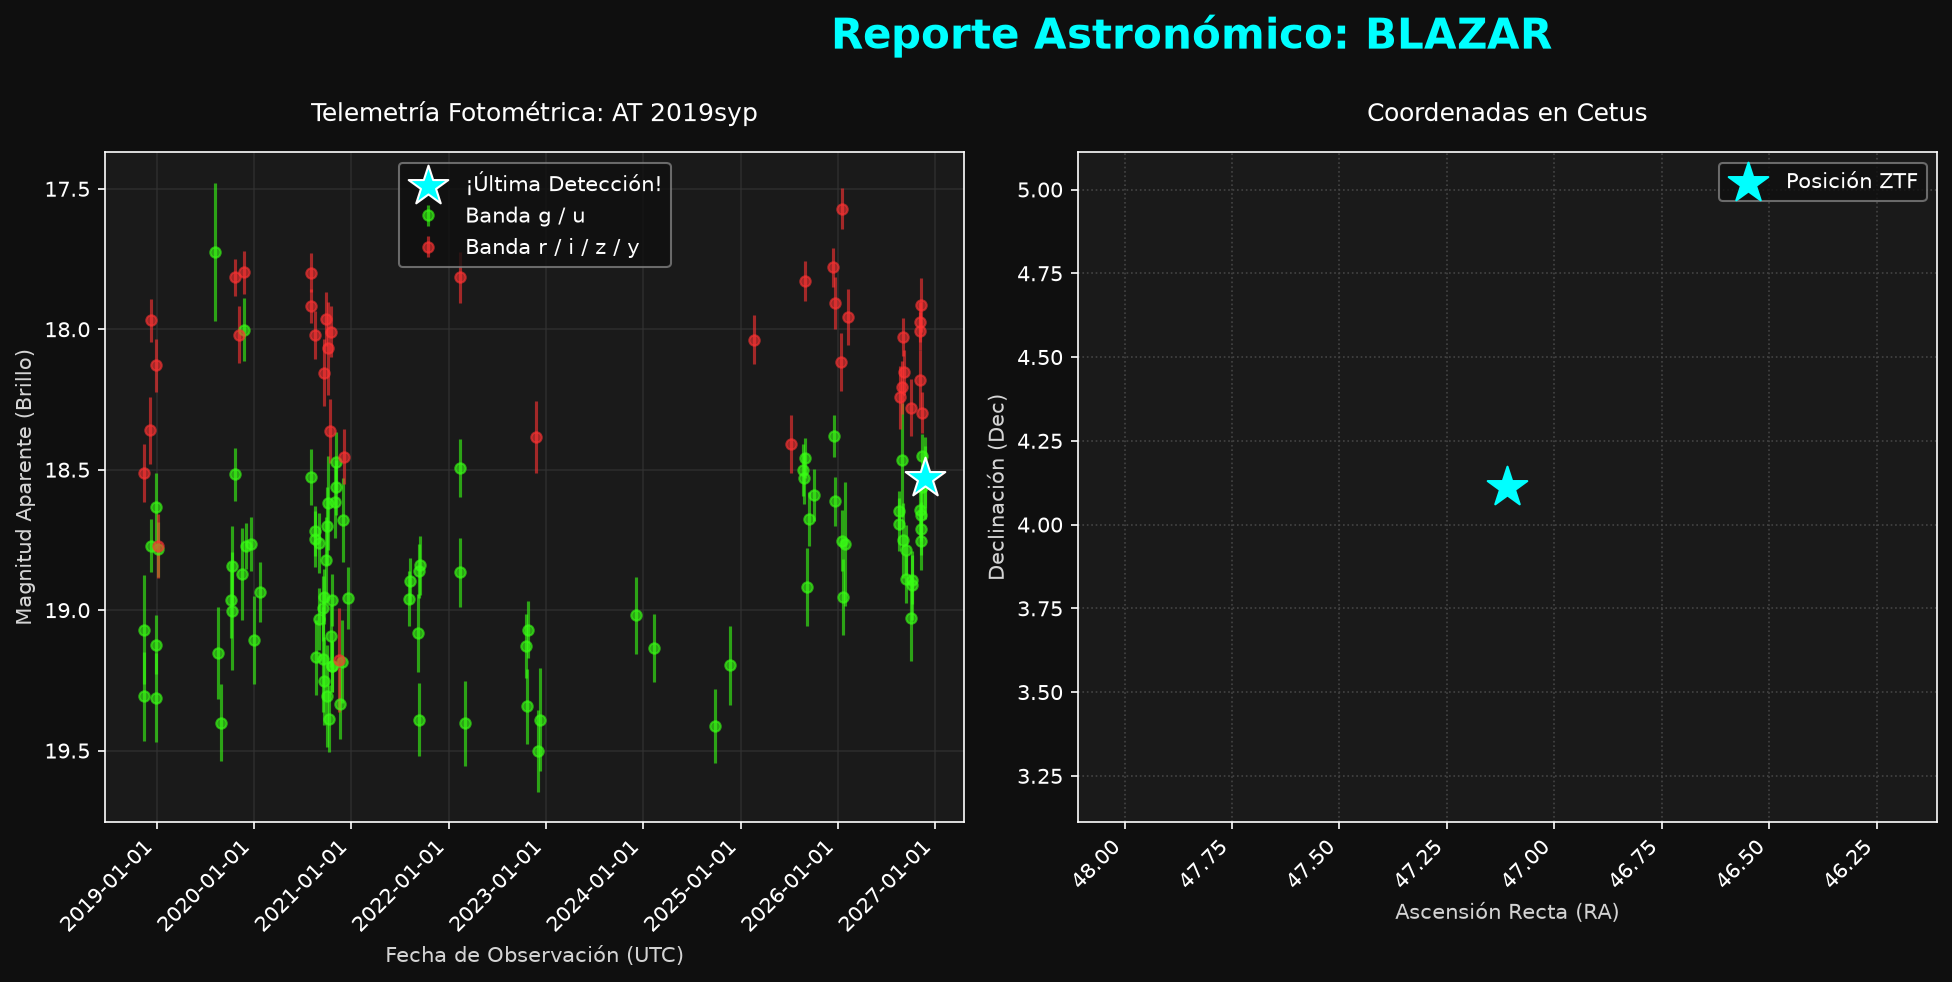 Reporte Astronómico: BLAZAR
Telemetría Fotométrica: AT 2019syp
¡Última Detección!
Banda g / u
Banda r / i / z / y
Magnitud Aparente (Brillo)
17.5
18.0
18.5
19.0
19.5
2019-01-01
2020-01-01
2021-01-01
2022-01-01
2023-01-01
2024-01-01
2025-01-01
2026-01-01
2027-01-01
Fecha de Observación (UTC)
Coordenadas en Cetus
Posición ZTF
Declinación (Dec)
5.00
4.75
4.50
4.25
4.00
3.75
3.50
3.25
48.00
47.75
47.50
47.25
47.00
46.75
46.50
46.25
Ascensión Recta (RA)